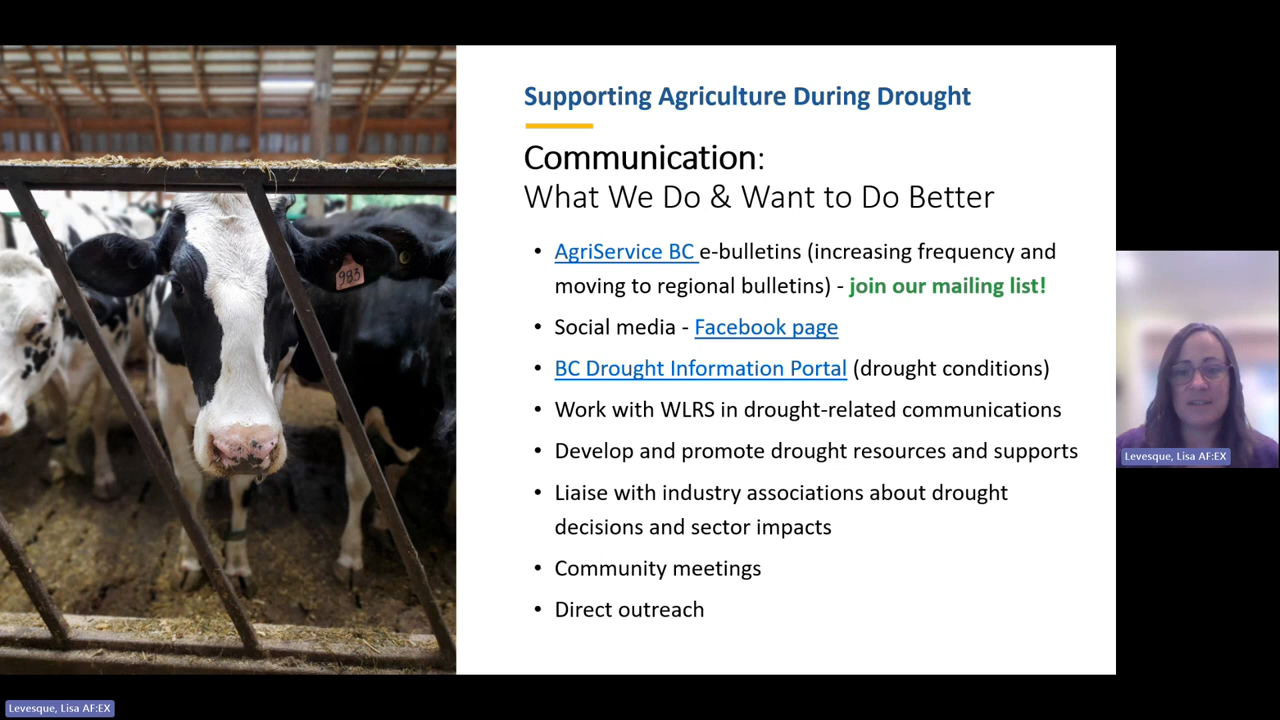 Supporting Agriculture During Drought
Communication:
What We Do & Want to Do Better
• AgriService BC e-bulletins (increasing frequency and
moving to regional bulletins) - join our mailing list!
• Social media - Facebook page
• BC Drought Information Portal (drought conditions)
• Work with WLRS in drought-related communications
• Develop and promote drought resources and supports
• Liaise with industry associations about drought
decisions and sector impacts
• Community meetings
• Direct outreach
983
Levesque, Lisa AF:EX
Levesque, Lisa AF:EX